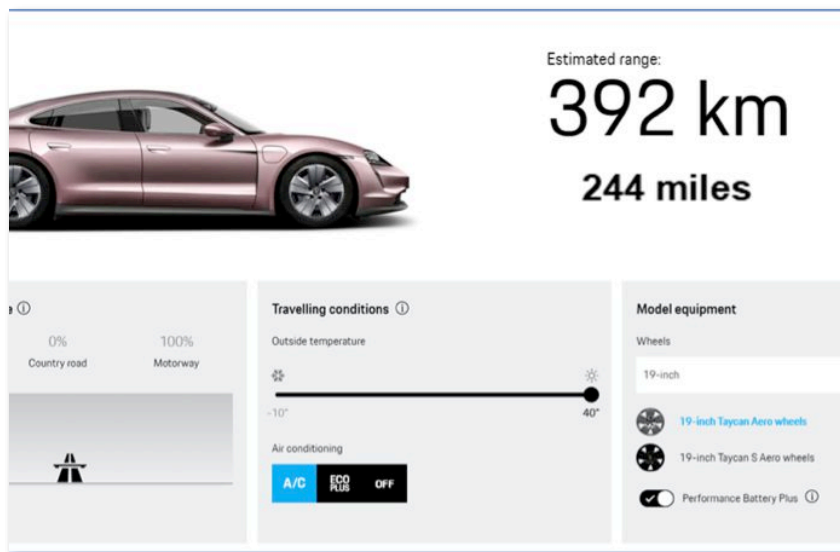 Estimated range:
392 km
244 miles
0%
Country road
100%
Motorway
Travelling conditions
Outside temperature
-10°
40°
Air conditioning
A/C
ECO PLUS
OFF
Model equipment
Wheels
19-inch
19-inch Taycan Aero wheels
19-inch Taycan S Aero wheels
Performance Battery Plus